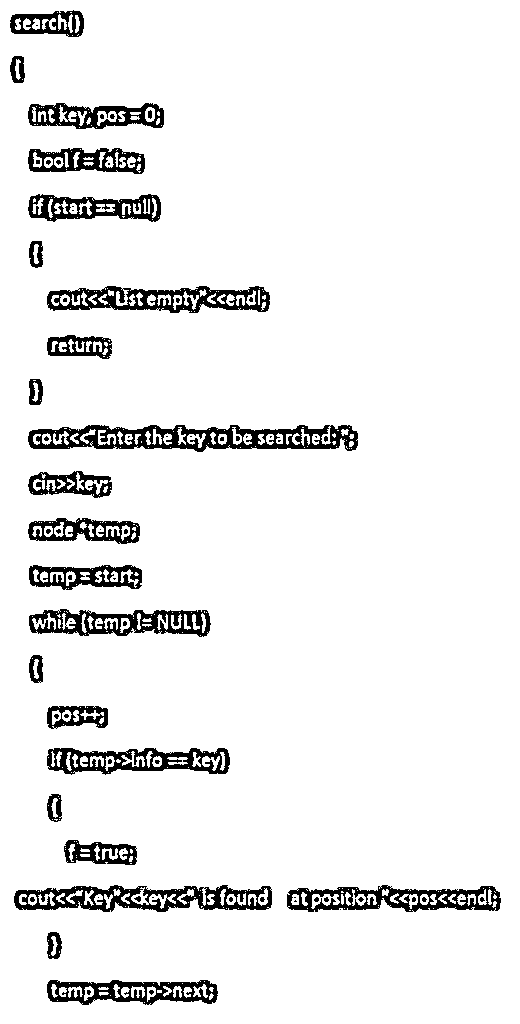 search()
{
int key, pos = 0;
bool f = false;
if (start == null)
{
cout<<"List empty"<<endl;
return;
}
cout<<"Enter the key to be searched: ";
cin>>key;
node *temp;
temp = start;
while (temp != NULL)
{
pos++;
if (temp->info == key)
{
f = true;
cout<<"Key"<<key<<" is found at position "<<pos<<endl;
}
temp = temp->next;